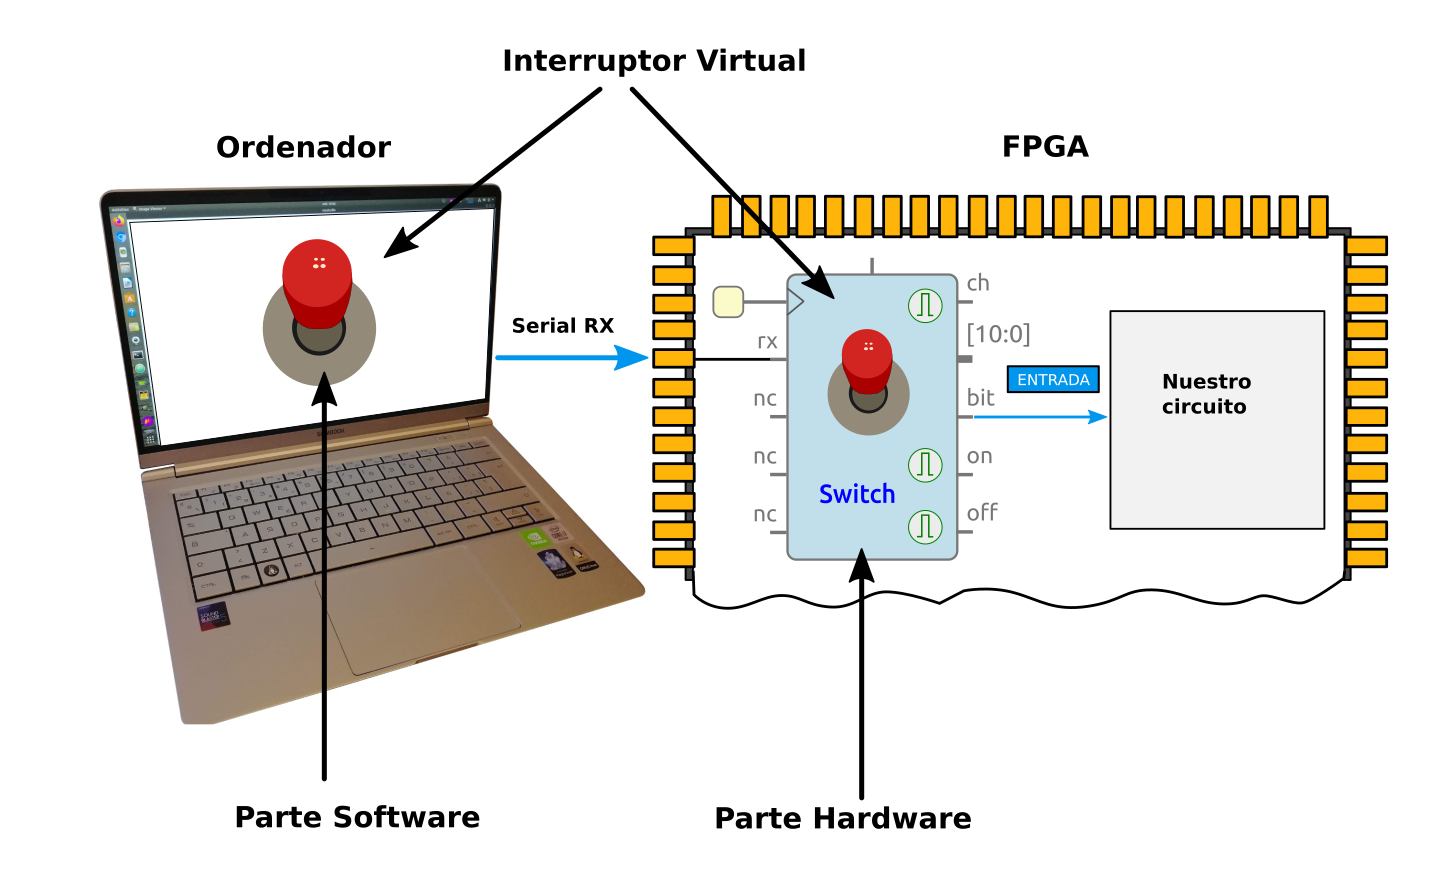 Interruptor Virtual
Ordenador
FPGA
Serial RX
ch
rx
[10:0]
nc
bit
ENTRADA
Nuestro
circuito
nc
on
Switch
nc
off
Parte Software
Parte Hardware